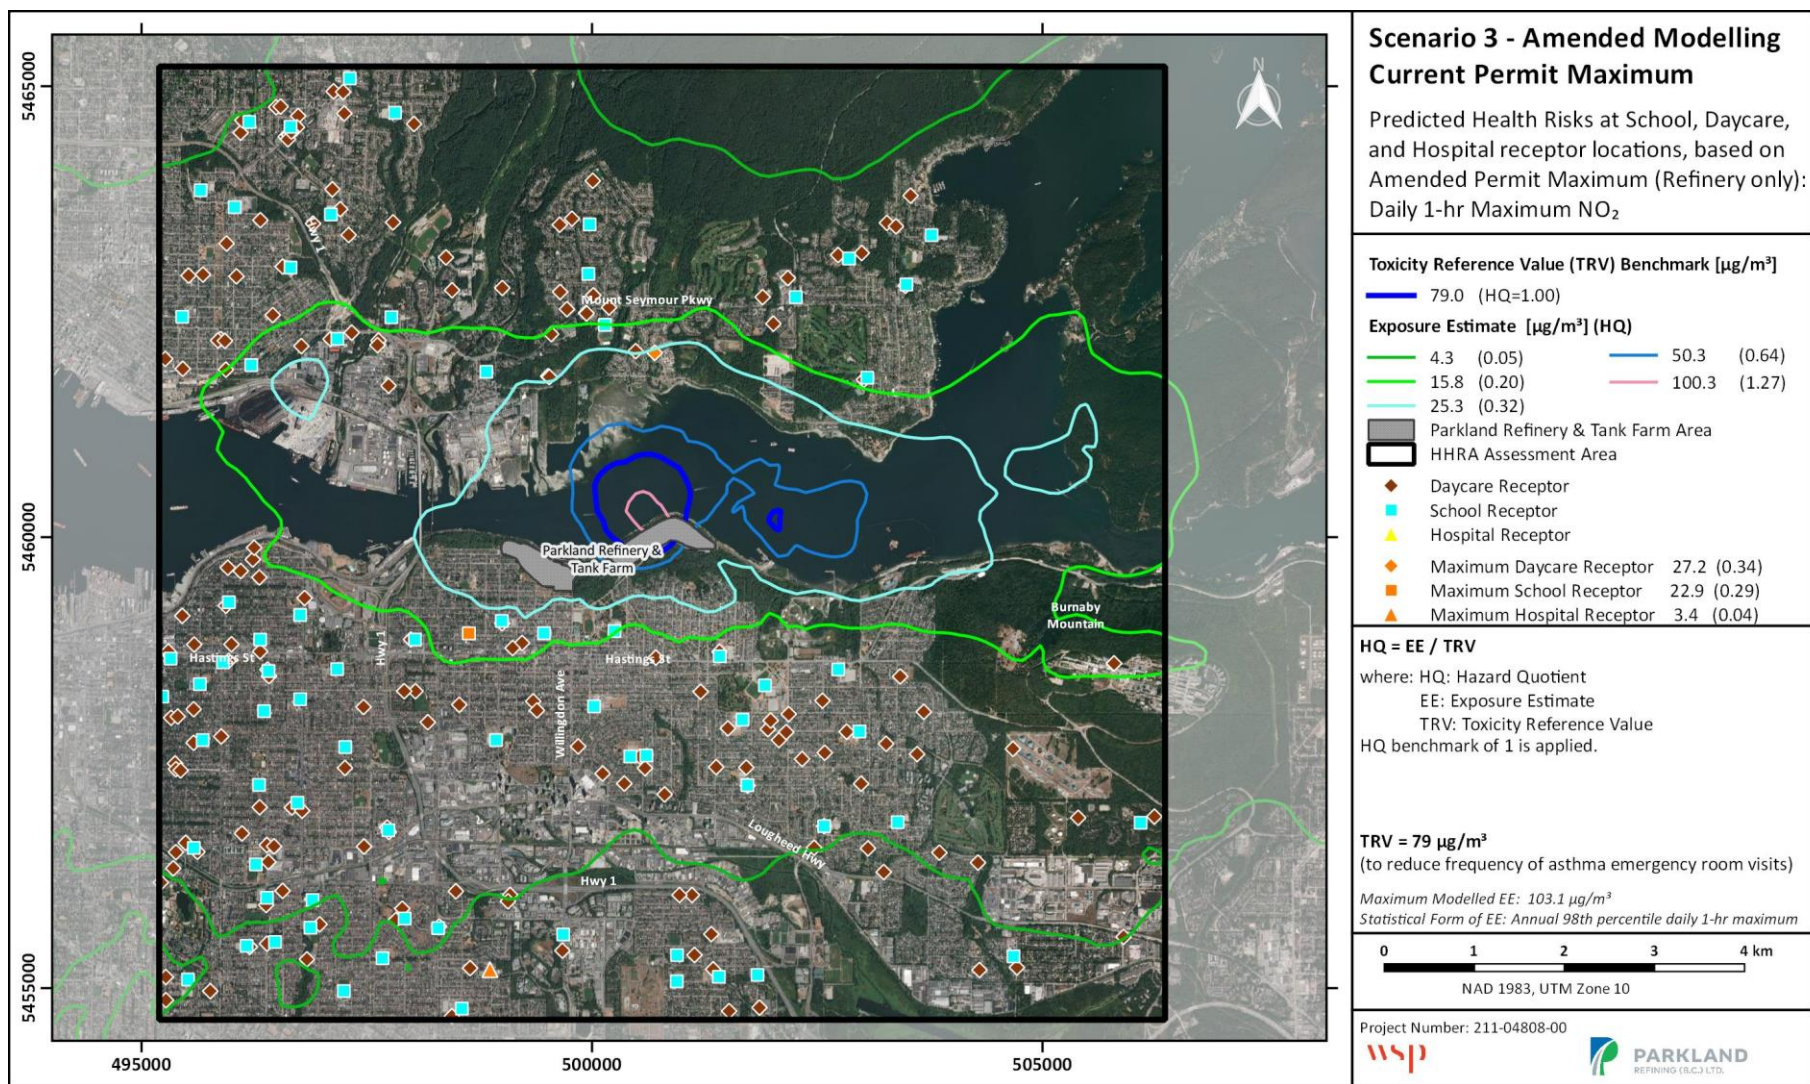 5465000
5460000
5455000
495000
500000
505000
N
Hwy 1
Mount Seymour Pkwy
Parkland Refinery &
Tank Farm
Burnaby
Mountain
Hastings St
Hwy 1
Hastings St
Willingdon Ave
Lougheed Hwy
Hwy 1
Scenario 3 - Amended Modelling
Current Permit Maximum
Predicted Health Risks at School, Daycare,
and Hospital receptor locations, based on
Amended Permit Maximum (Refinery only):
Daily 1-hr Maximum NO₂
Toxicity Reference Value (TRV) Benchmark [µg/m³]
79.0 (HQ=1.00)
Exposure Estimate [µg/m³] (HQ)
4.3 (0.05) 50.3 (0.64)
15.8 (0.20) 100.3 (1.27)
25.3 (0.32)
Parkland Refinery & Tank Farm Area
HHRA Assessment Area
Daycare Receptor
School Receptor
Hospital Receptor
Maximum Daycare Receptor 27.2 (0.34)
Maximum School Receptor 22.9 (0.29)
Maximum Hospital Receptor 3.4 (0.04)
HQ = EE / TRV
where: HQ: Hazard Quotient
EE: Exposure Estimate
TRV: Toxicity Reference Value
HQ benchmark of 1 is applied.
TRV = 79 µg/m³
(to reduce frequency of asthma emergency room visits)
Maximum Modelled EE: 103.1 µg/m³
Statistical Form of EE: Annual 98th percentile daily 1-hr maximum
0 1 2 3 4 km
NAD 1983, UTM Zone 10
Project Number: 211-04808-00
wsp
PARKLAND
REFINING (B.C.) LTD.